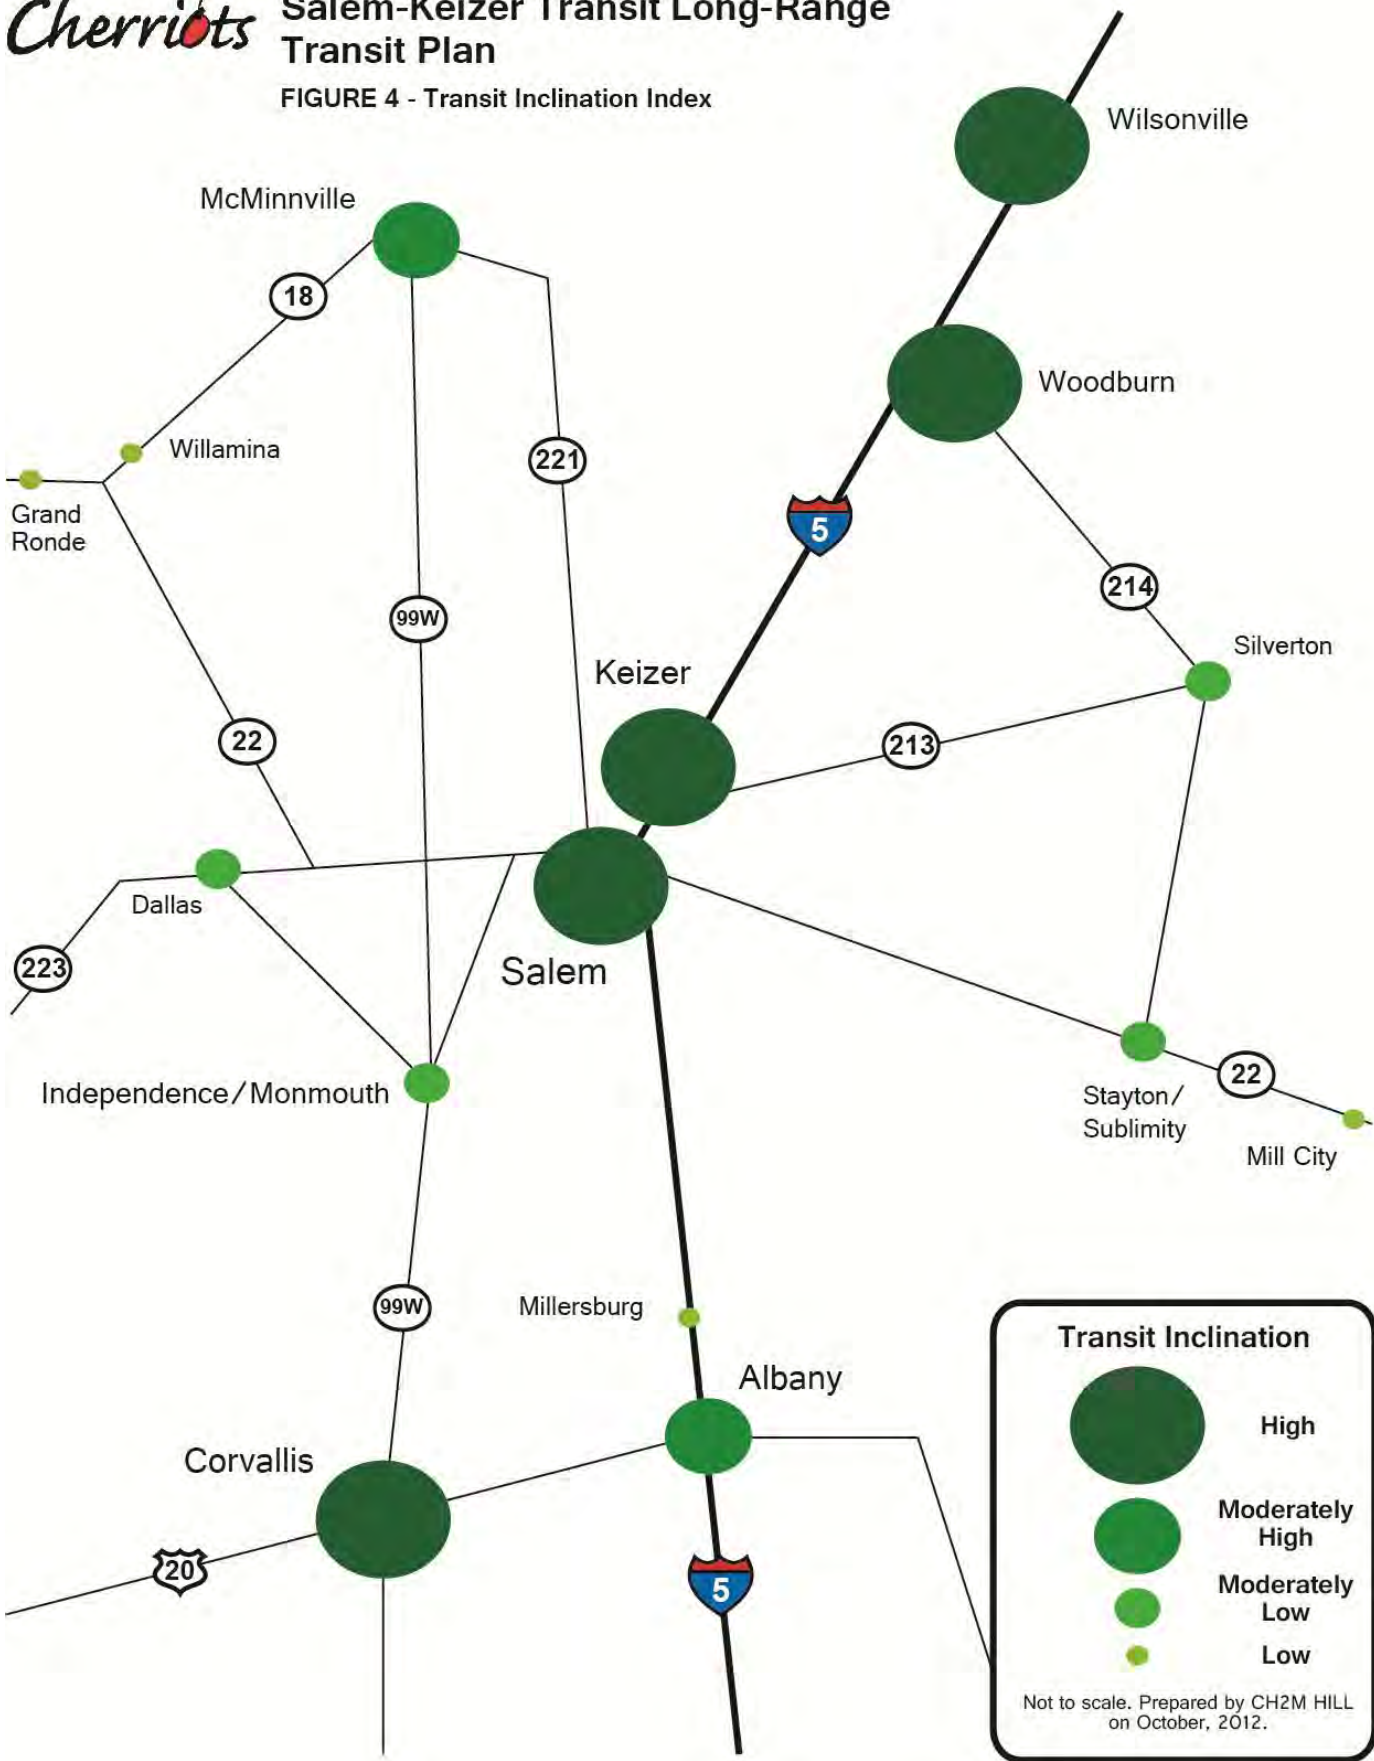 Cherriots
Salem-Keizer Transit Long-Range
Transit Plan
FIGURE 4 - Transit Inclination Index
Wilsonville
McMinnville
18
Woodburn
Willamina
221
Grand
Ronde
5
214
99W
Silverton
Keizer
22
213
Dallas
223
Salem
Independence/Monmouth
22
Stayton/
Sublimity
Mill City
99W
Millersburg
Albany
Corvallis
20
5
Transit Inclination
High
Moderately
High
Moderately
Low
Low
Not to scale. Prepared by CH2M HILL
on October, 2012.